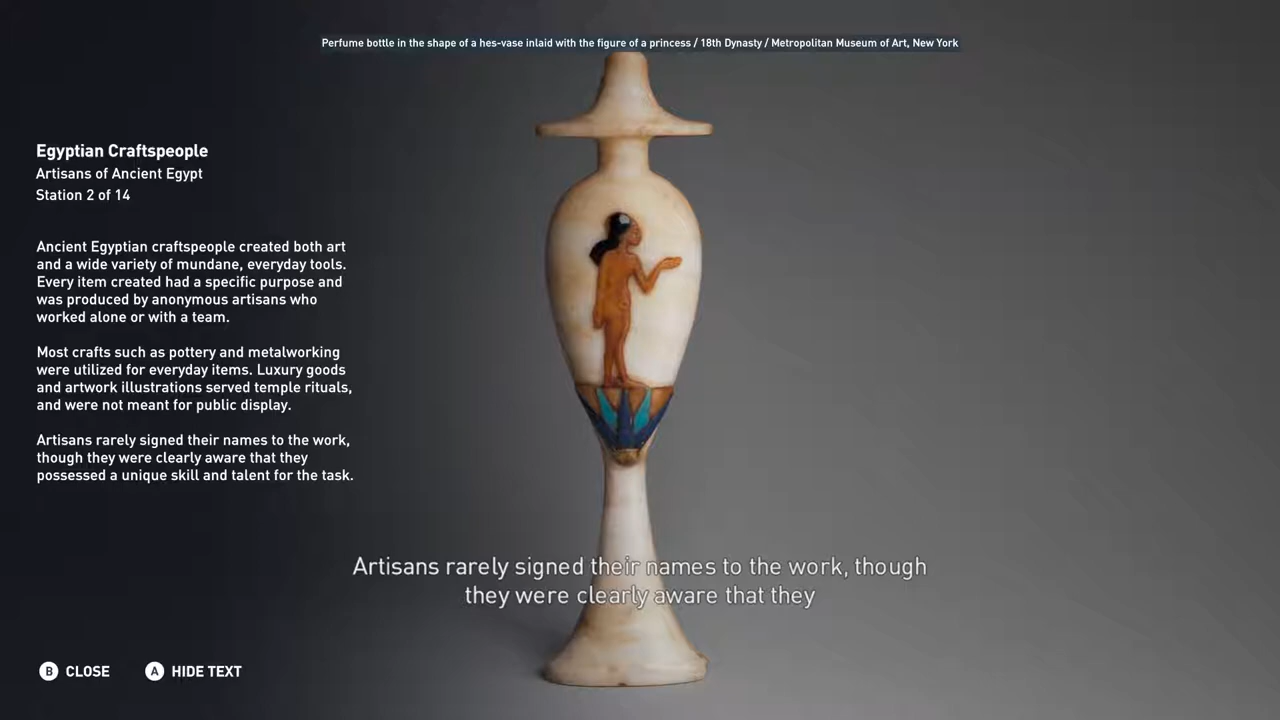 Perfume bottle in the shape of a hes-vase inlaid with the figure of a princess / 18th Dynasty / Metropolitan Museum of Art, New York
Egyptian Craftspeople
Artisans of Ancient Egypt
Station 2 of 14
Ancient Egyptian craftspeople created both art
and a wide variety of mundane, everyday tools.
Every item created had a specific purpose and
was produced by anonymous artisans who
worked alone or with a team.
Most crafts such as pottery and metalworking
were utilized for everyday items. Luxury goods
and artwork illustrations served temple rituals,
and were not meant for public display.
Artisans rarely signed their names to the work,
though they were clearly aware that they
possessed a unique skill and talent for the task.
Artisans rarely signed their names to the work, though
they were clearly aware that they
B CLOSE A HIDE TEXT